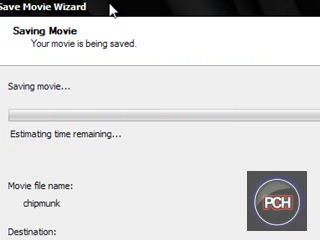 Save Movie Wizard
Saving Movie
Your movie is being saved.
Saving movie...
Estimating time remaining...
Movie file name:
chipmunk
PCH
Destination: